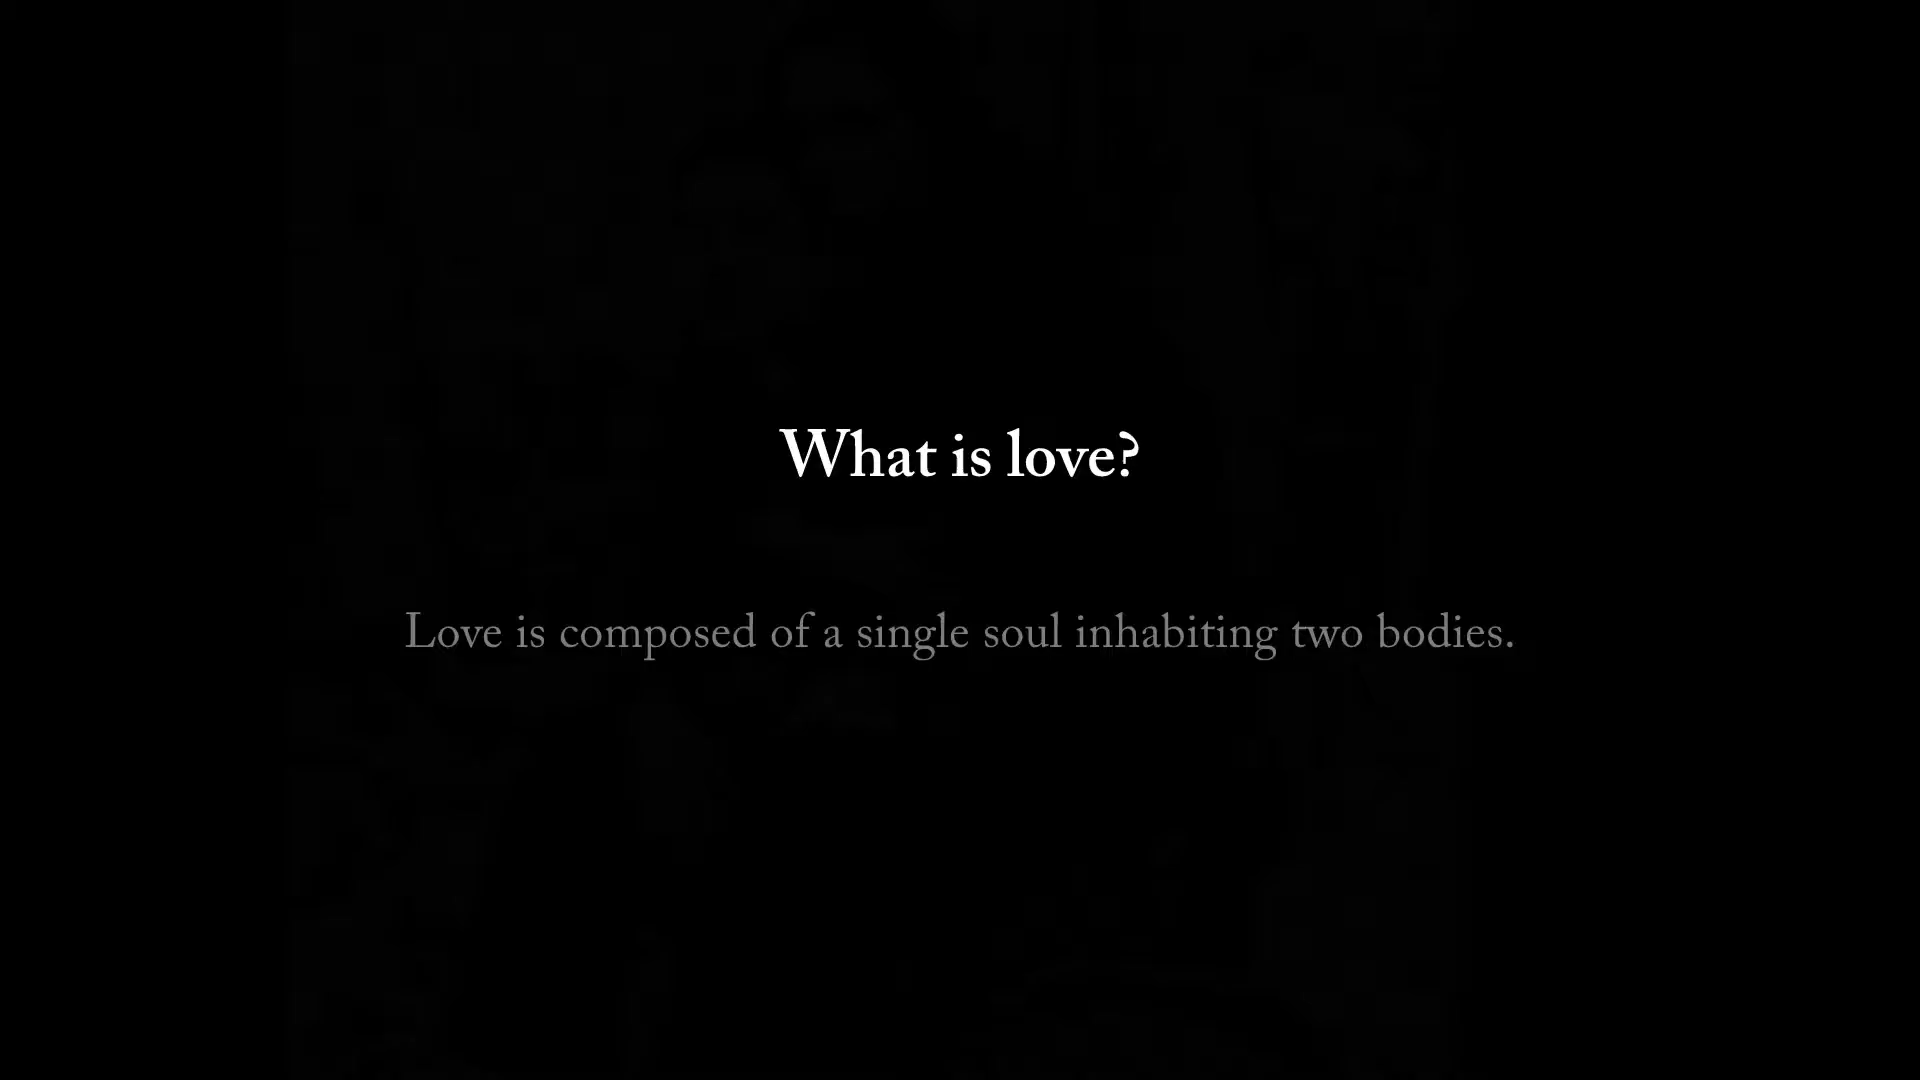 What is love?
Love is composed of a single soul inhabiting two bodies.